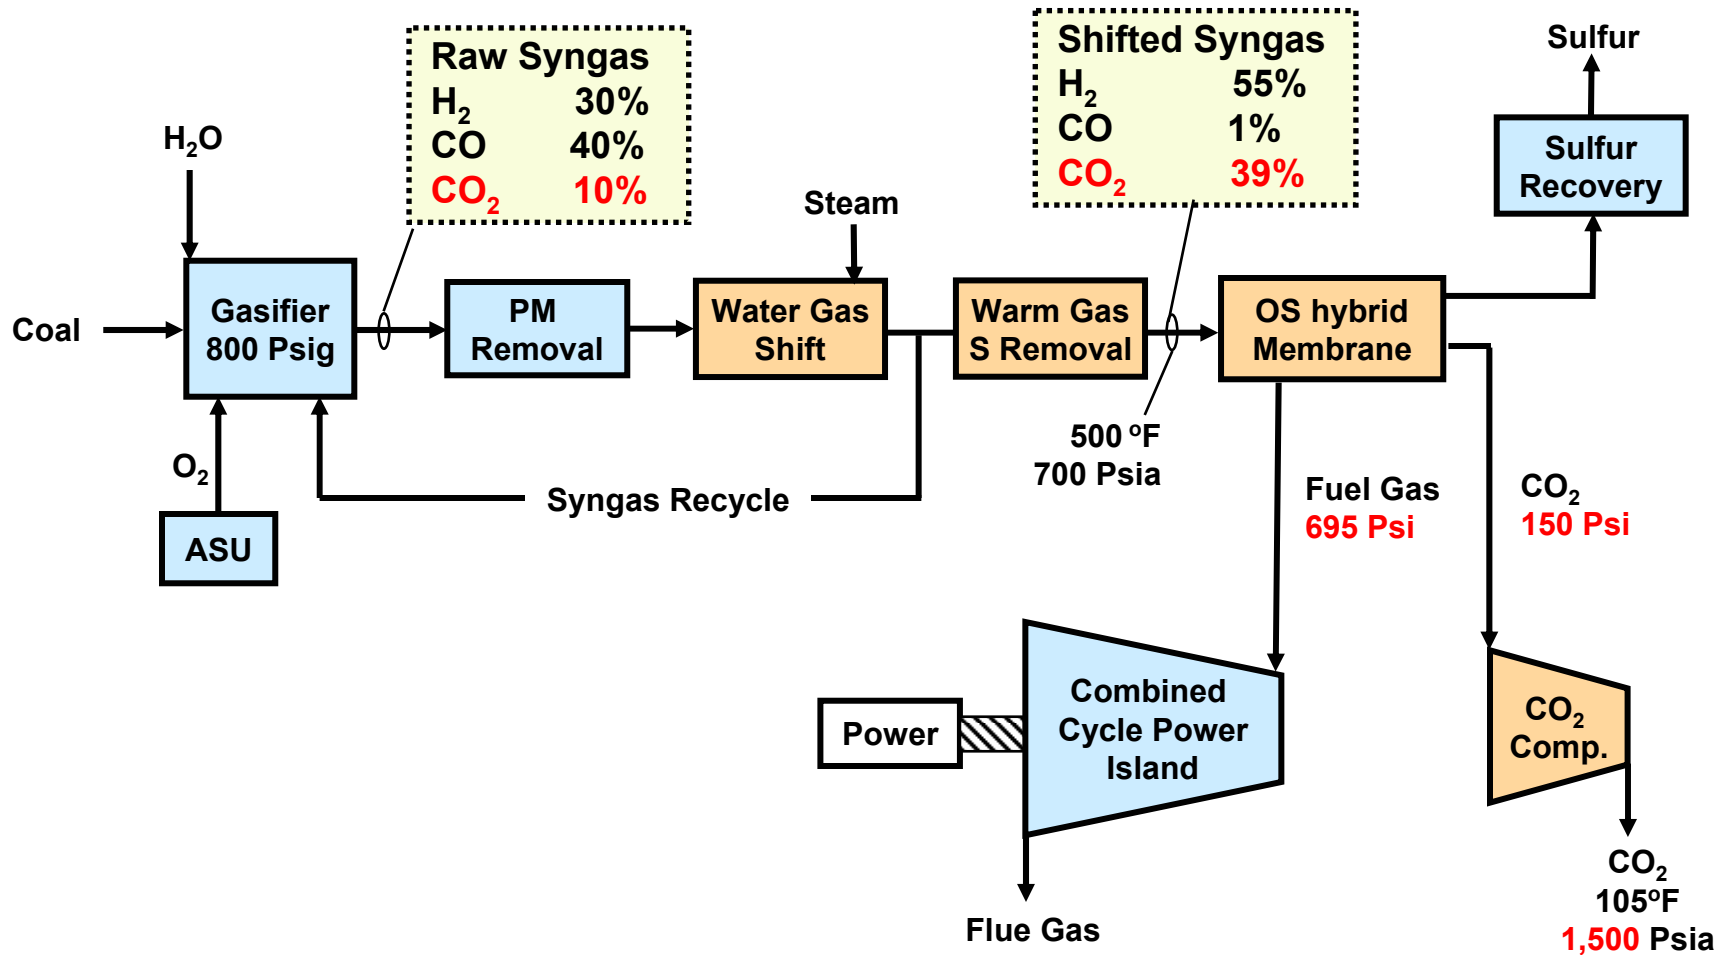 Raw Syngas
H₂ 30%
CO 40%
CO₂ 10%
Shifted Syngas
H₂ 55%
CO 1%
CO₂ 39%
Sulfur
Sulfur
Recovery
H₂O
Steam
Coal
Gasifier
800 Psig
PM
Removal
Water Gas
Shift
Warm Gas
S Removal
OS hybrid
Membrane
500 ºF
700 Psia
O₂
ASU
Syngas Recycle
Fuel Gas
695 Psi
CO₂
150 Psi
Power
Combined
Cycle Power
Island
CO₂
Comp.
Flue Gas
CO₂
105ºF
1,500 Psia